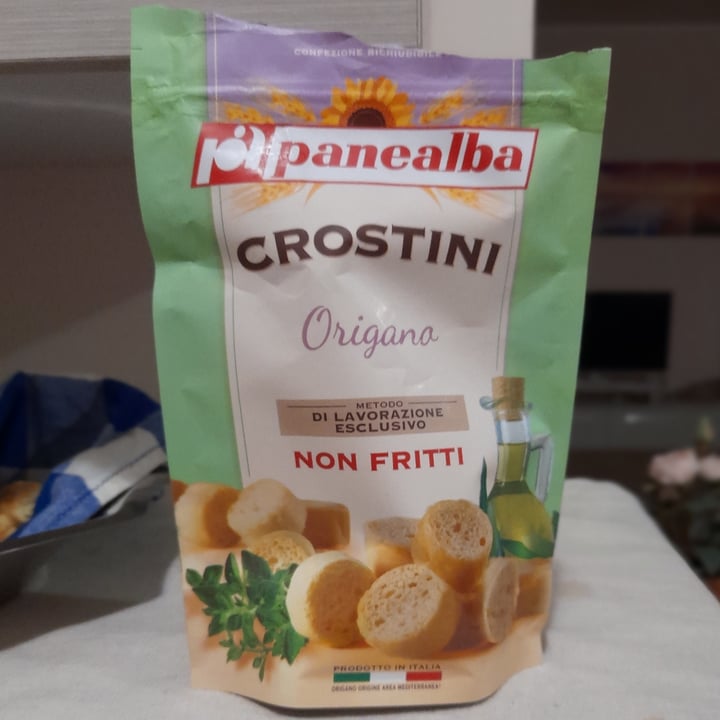 CONFEZIONE RICHIUDIBILE
panealba
CROSTINI
Origano
METODO
DI LAVORAZIONE
ESCLUSIVO
NON FRITTI
PRODOTTO IN ITALIA
ORIGANO ORIGINE AREA MEDITERRANEA*